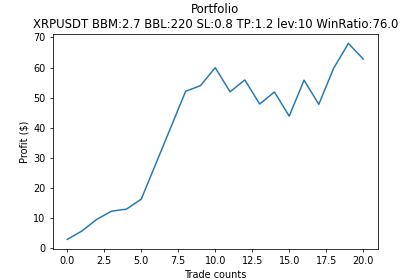 Portfolio
XRPUSDT BBM:2.7 BBL:220 SL:0.8 TP:1.2 lev:10 WinRatio:76.0
70
60
50
40
30
20
10
0
Profit ($)
0.0 2.5 5.0 7.5 10.0 12.5 15.0 17.5 20.0
Trade counts